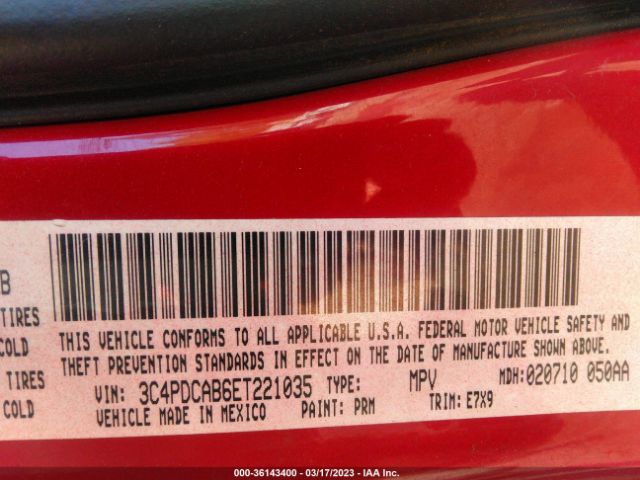 B
TIRES
COLD
TIRES
COLD
THIS VEHICLE CONFORMS TO ALL APPLICABLE U.S.A. FEDERAL MOTOR VEHICLE SAFETY AND
THEFT PREVENTION STANDARDS IN EFFECT ON THE DATE OF MANUFACTURE SHOWN ABOVE.
VIN: 3C4PDCAB6ET221035 TYPE: MPV MDH:020710 050AA
VEHICLE MADE IN MEXICO PAINT: PRM TRIM: E7X9
000-36143400 - 03/17/2023 - IAA Inc.